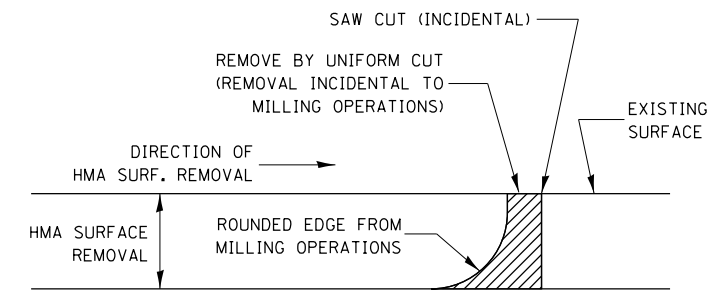 SAW CUT (INCIDENTAL)
REMOVE BY UNIFORM CUT
(REMOVAL INCIDENTAL TO
MILLING OPERATIONS)
EXISTING
SURFACE
DIRECTION OF
HMA SURF. REMOVAL
HMA SURFACE
REMOVAL
ROUNDED EDGE FROM
MILLING OPERATIONS